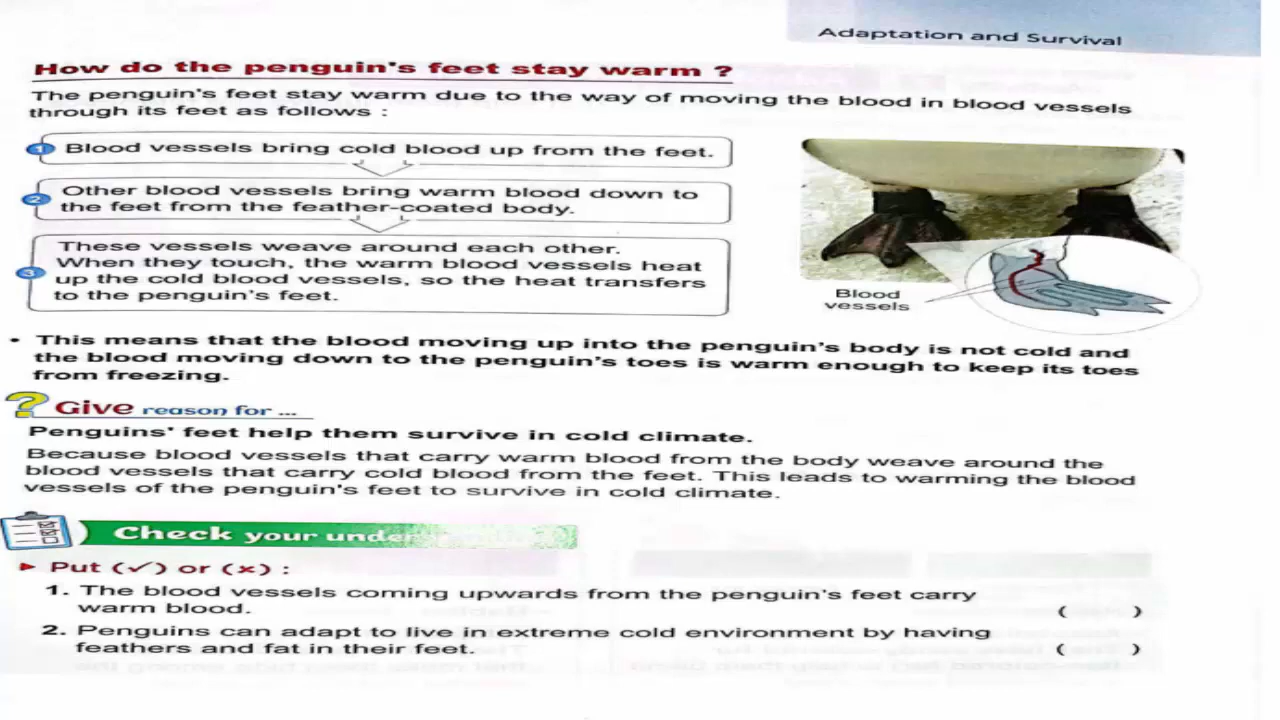 Adaptation and Survival
How do the penguin's feet stay warm ?
The penguin's feet stay warm due to the way of moving the blood in blood vessels
through its feet as follows :
1 Blood vessels bring cold blood up from the feet.
2 Other blood vessels bring warm blood down to
the feet from the feather-coated body.
3 These vessels weave around each other.
When they touch, the warm blood vessels heat
up the cold blood vessels, so the heat transfers
to the penguin's feet.
Blood
vessels
• This means that the blood moving up into the penguin's body is not cold and
the blood moving down to the penguin's toes is warm enough to keep its toes
from freezing.
? Give reason for ...
Penguins' feet help them survive in cold climate.
Because blood vessels that carry warm blood from the body weave around the
blood vessels that carry cold blood from the feet. This leads to warming the blood
vessels of the penguin's feet to survive in cold climate.
Check your unde
► Put (✓) or (×) :
1. The blood vessels coming upwards from the penguin's feet carry
warm blood. ( )
2. Penguins can adapt to live in extreme cold environment by having
feathers and fat in their feet. ( )